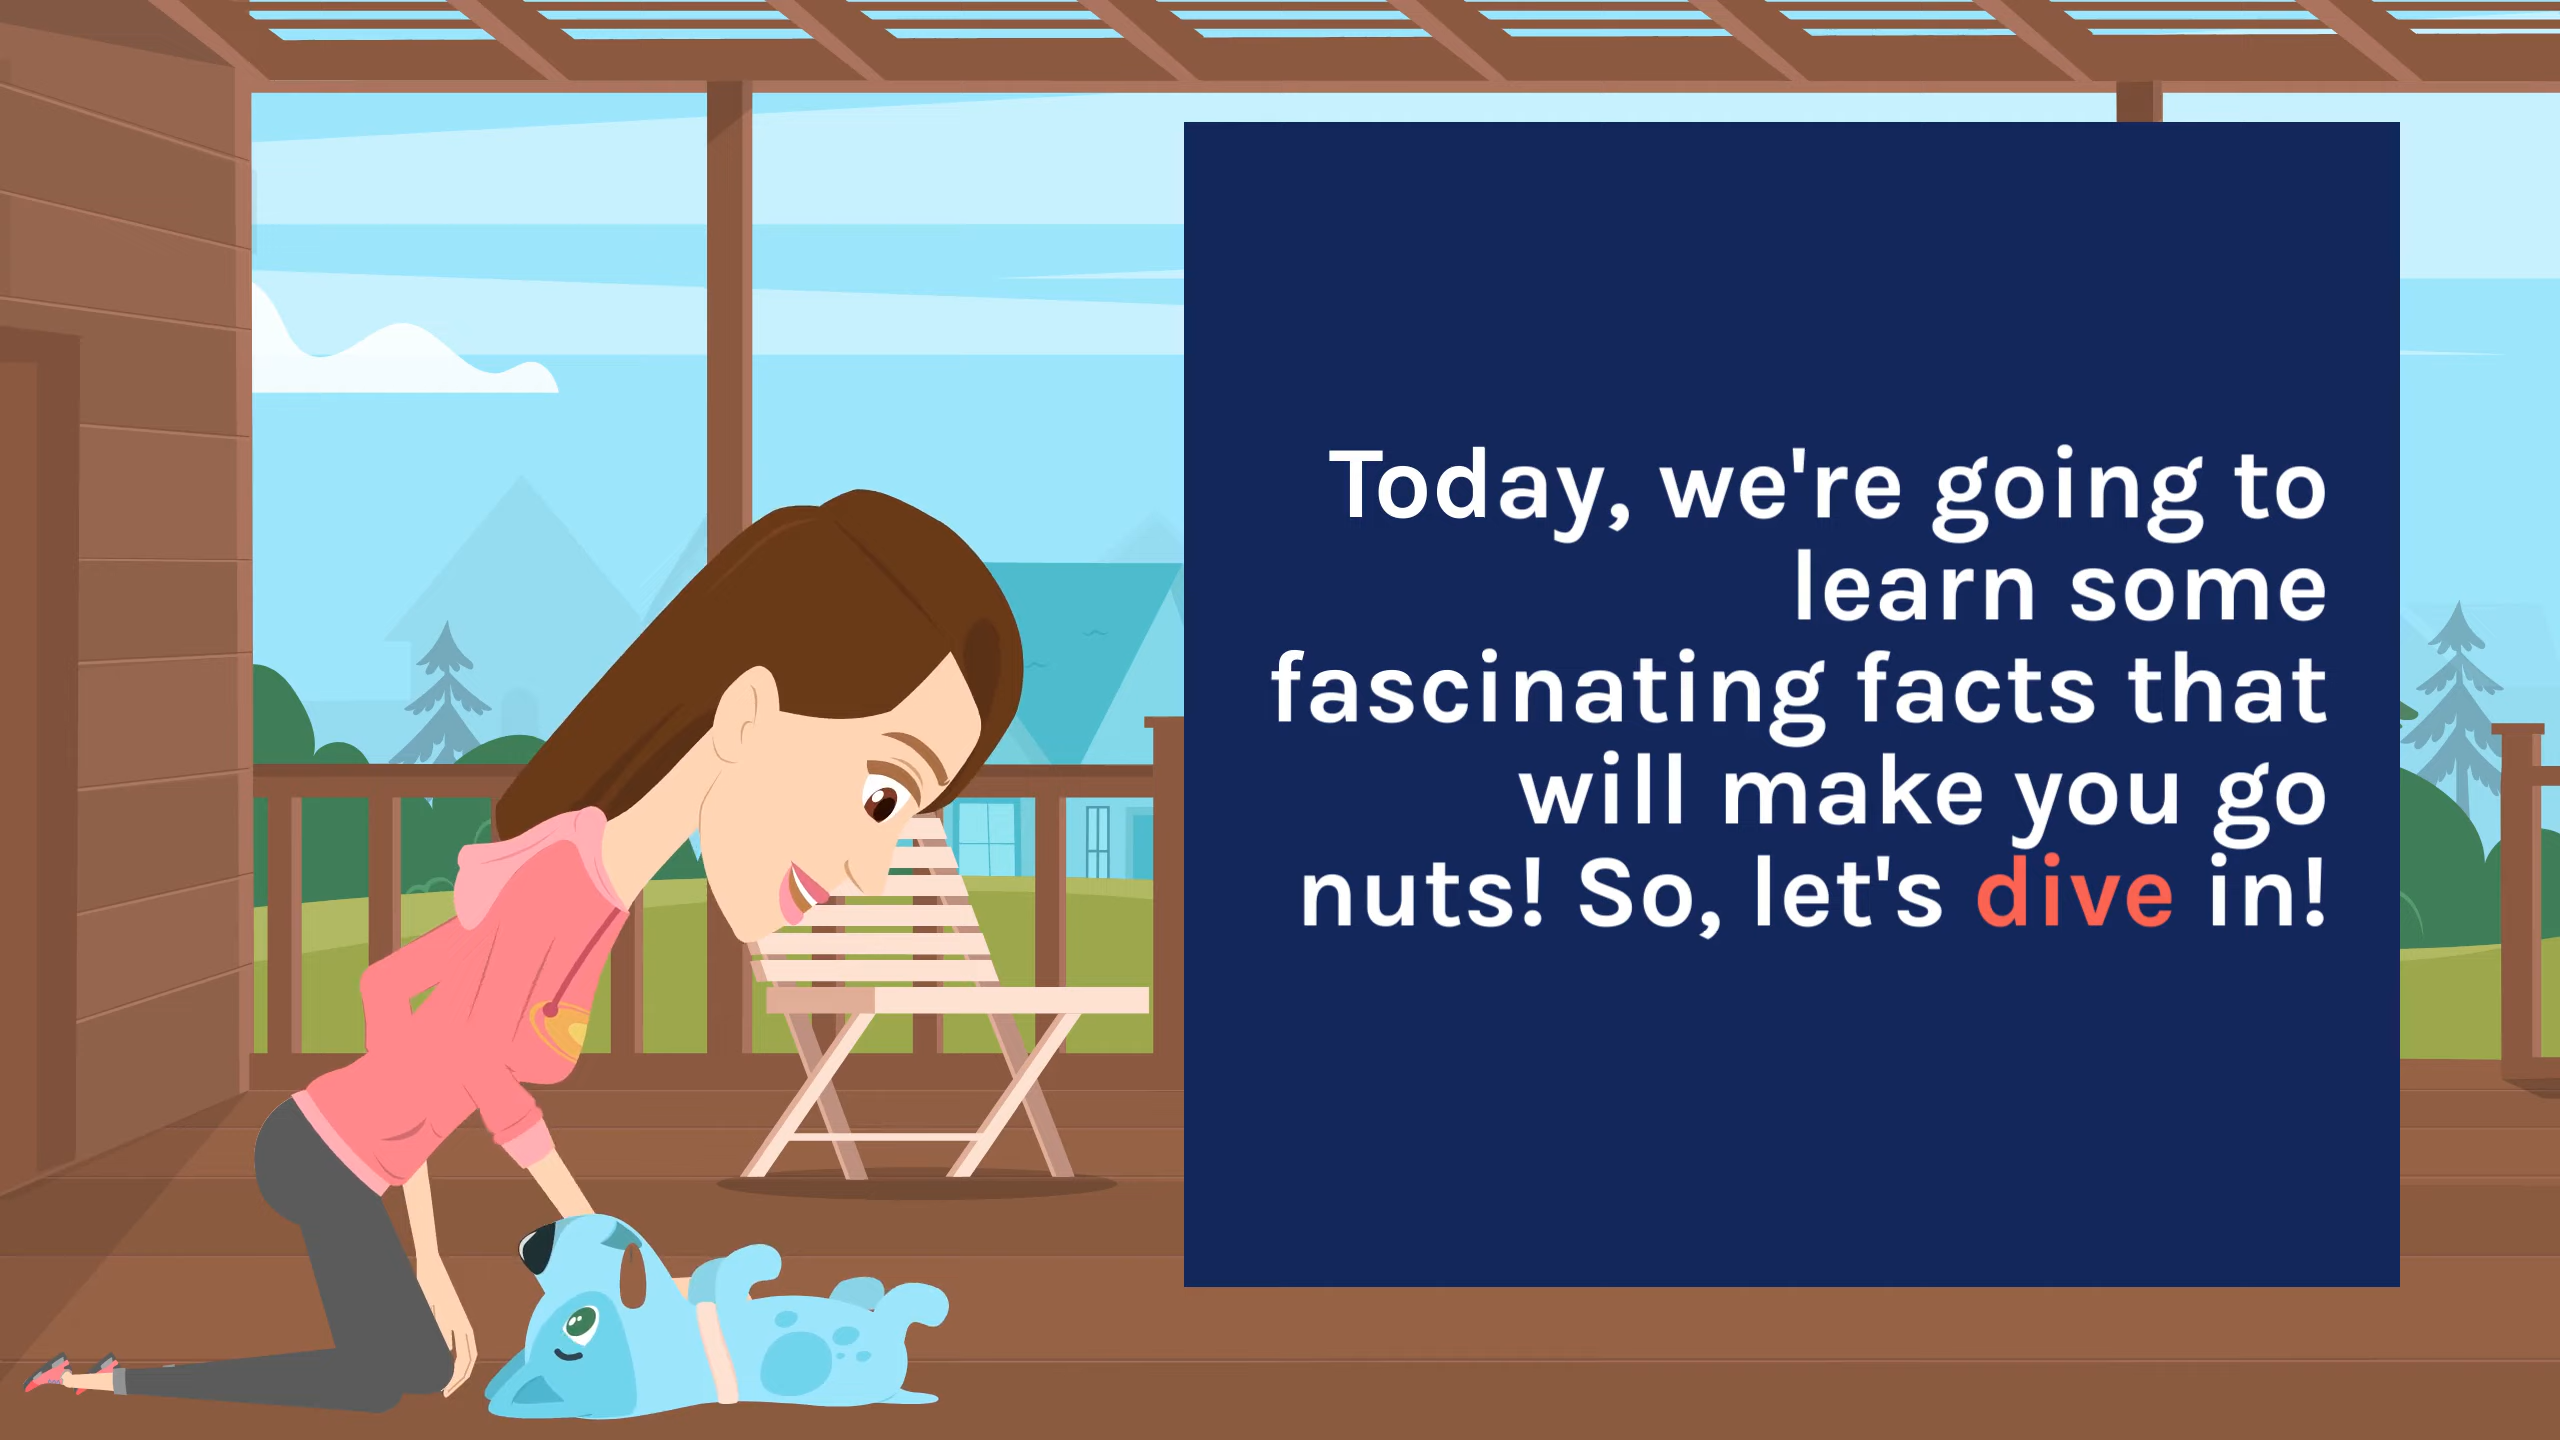 Today, we're going to
learn some
fascinating facts that
will make you go
nuts! So, let's dive in!